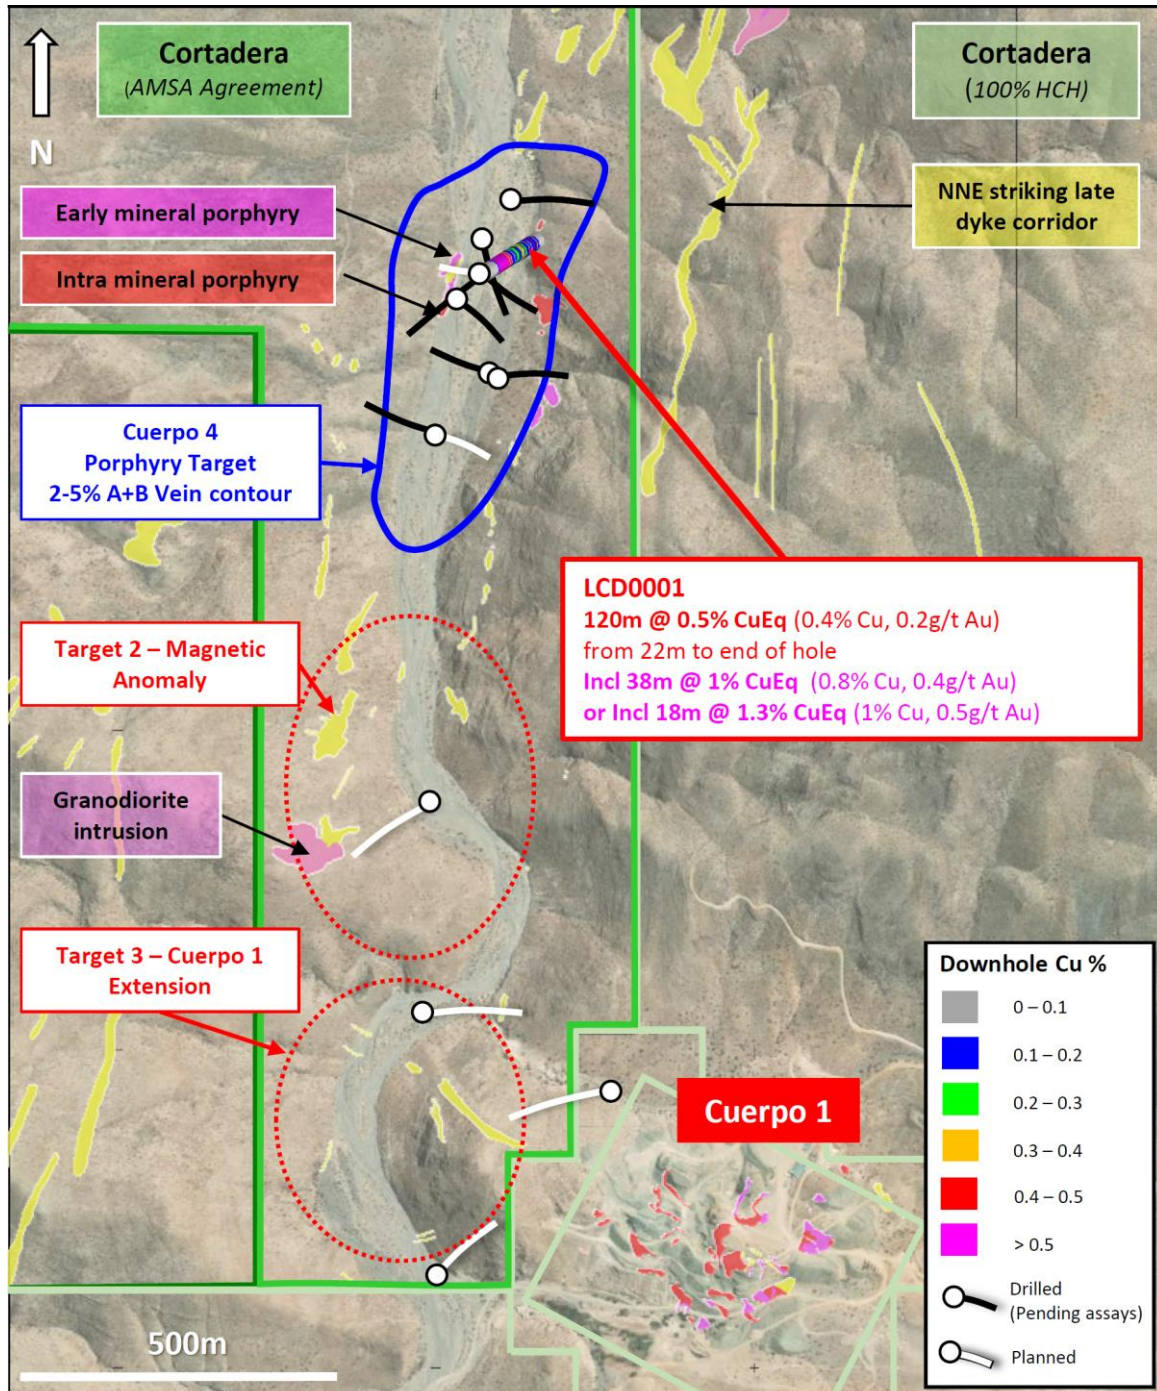 Cortadera
(AMSA Agreement)
Cortadera
(100% HCH)
N
Early mineral porphyry
NNE striking late
dyke corridor
Intra mineral porphyry
Cuerpo 4
Porphyry Target
2-5% A+B Vein contour
LCD0001
120m @ 0.5% CuEq (0.4% Cu, 0.2g/t Au)
from 22m to end of hole
Incl 38m @ 1% CuEq (0.8% Cu, 0.4g/t Au)
or Incl 18m @ 1.3% CuEq (1% Cu, 0.5g/t Au)
Target 2 – Magnetic
Anomaly
Granodiorite
intrusion
Target 3 – Cuerpo 1
Extension
Cuerpo 1
Downhole Cu %
0 – 0.1
0.1 – 0.2
0.2 – 0.3
0.3 – 0.4
0.4 – 0.5
> 0.5
Drilled
(Pending assays)
Planned
500m